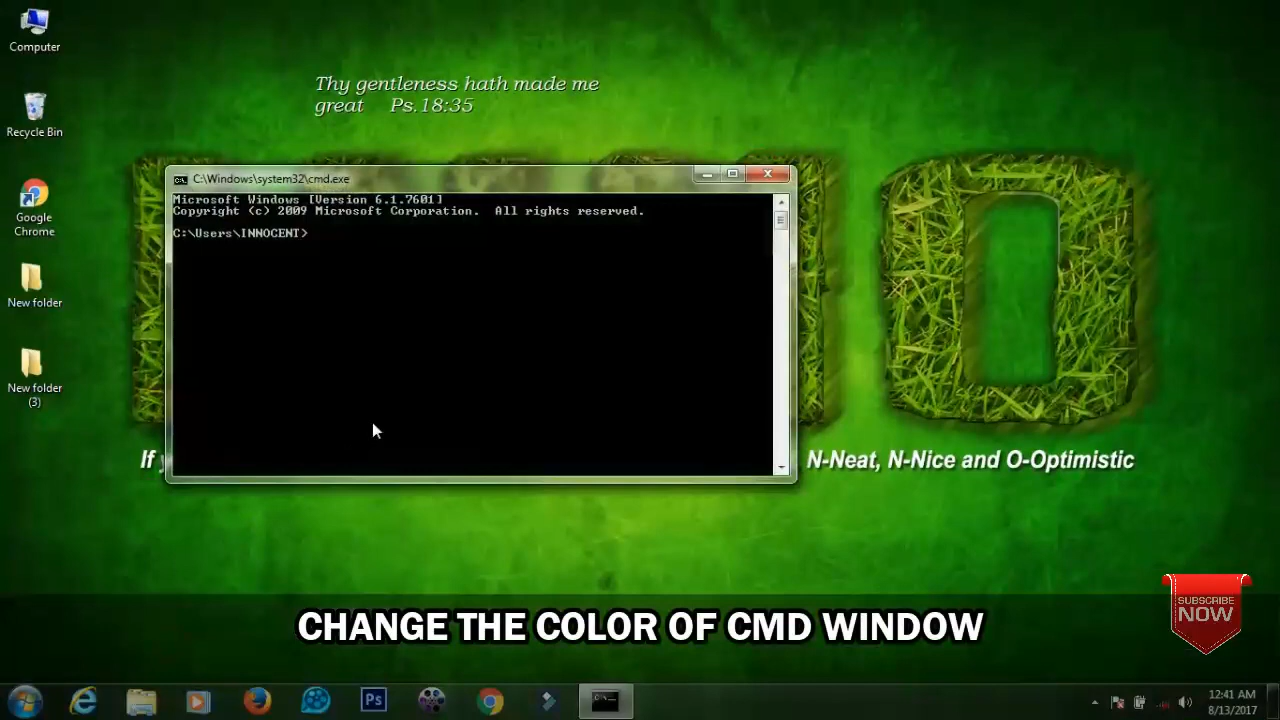 Computer
Recycle Bin
Google
Chrome
New folder
New folder
(3)
Thy gentleness hath made me
great Ps.18:35
C:\Windows\system32\cmd.exe
Microsoft Windows [Version 6.1.7601]
Copyright (c) 2009 Microsoft Corporation. All rights reserved.
C:\Users\INNOCENT>
If
N-Neat, N-Nice and O-Optimistic
CHANGE THE COLOR OF CMD WINDOW
SUBSCRIBE
NOW
Ps
12:41 AM
8/13/2017